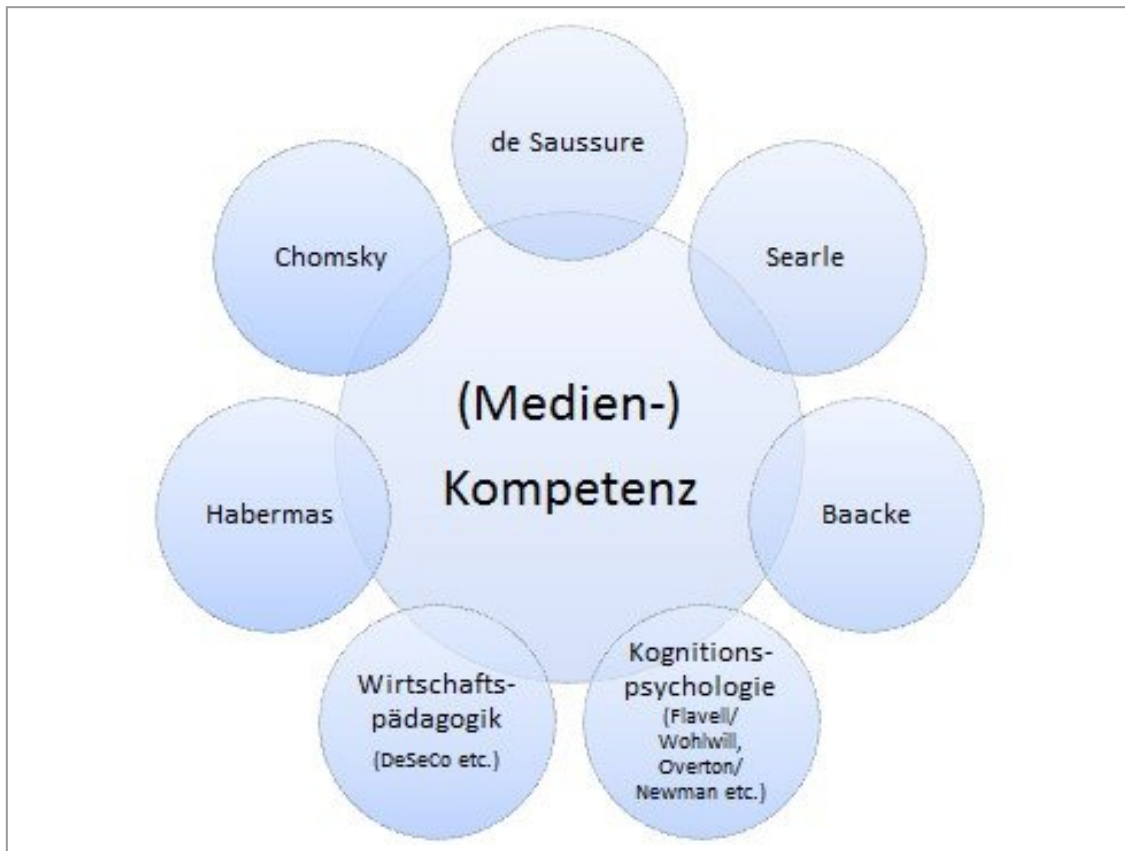 de Saussure
Chomsky
Searle
(Medien-)
Kompetenz
Habermas
Baacke
Wirtschafts-
pädagogik
(DeSeCo etc.)
Kognitions-
psychologie
(Flavell/
Wohlwill,
Overton/
Newman etc.)